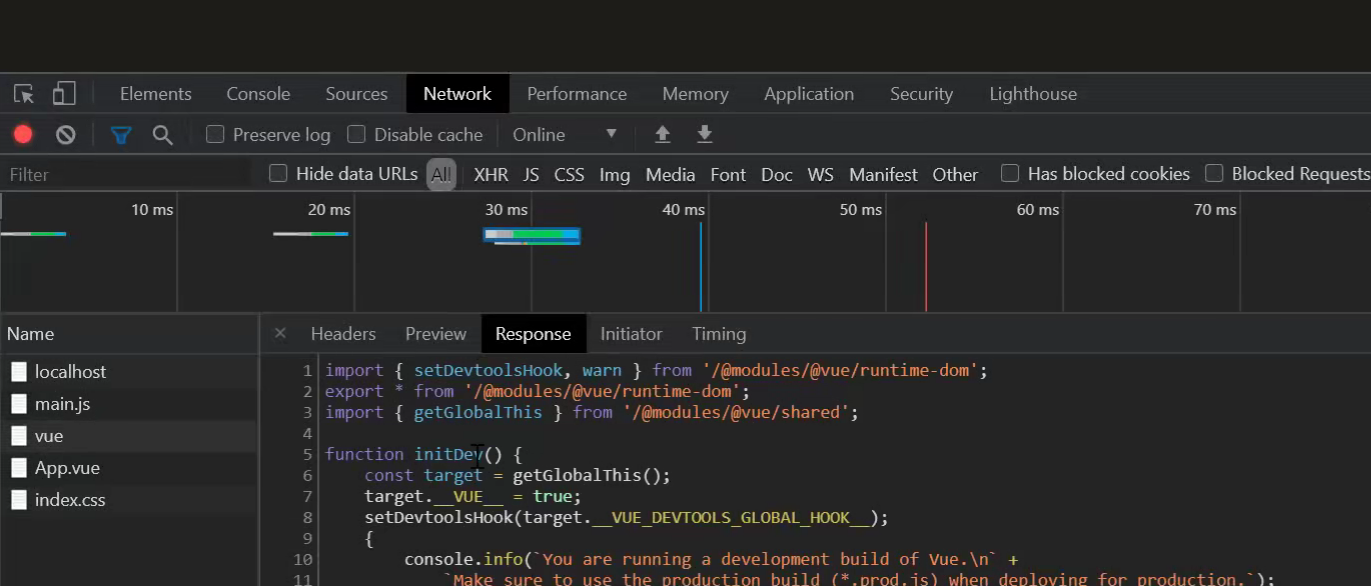 Elements Console Sources Network Performance Memory Application Security Lighthouse
Preserve log Disable cache Online
Filter Hide data URLs All XHR JS CSS Img Media Font Doc WS Manifest Other Has blocked cookies Blocked Requests
10 ms 20 ms 30 ms 40 ms 50 ms 60 ms 70 ms
Name × Headers Preview Response Initiator Timing
localhost
main.js
vue
App.vue
index.css
1 import { setDevtoolsHook, warn } from '/@modules/@vue/runtime-dom';
2 export * from '/@modules/@vue/runtime-dom';
3 import { getGlobalThis } from '/@modules/@vue/shared';
4
5 function initDev() {
6 const target = getGlobalThis();
7 target.__VUE__ = true;
8 setDevtoolsHook(target.__VUE_DEVTOOLS_GLOBAL_HOOK__);
9 {
10 console.info(`You are running a development build of Vue.\n` +
11 `Make sure to use the production build (*.prod.js) when deploying for production.`);